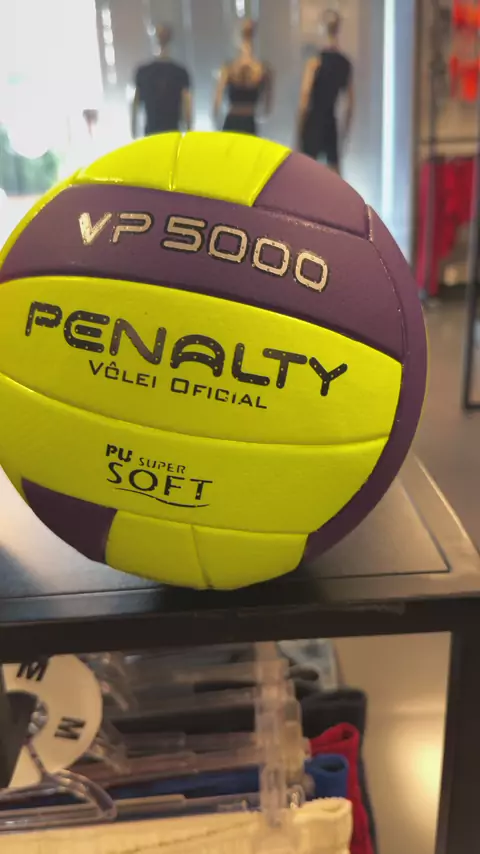 VP 5000
PENALTY
VÔLEI OFICIAL
PU SUPER
SOFT
M
M